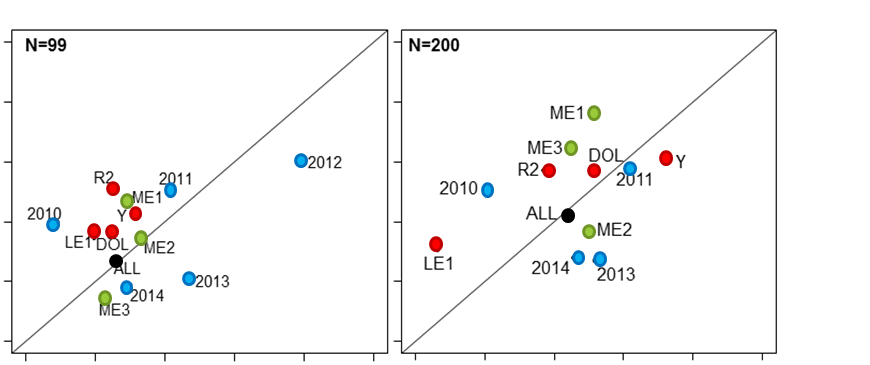 N=99
2012
R2
2011
ME1
Y
2010
LE1
DOL
ME2
ALL
2013
2014
ME3
N=200
ME1
ME3
DOL
R2
Y
2011
2010
ALL
ME2
LE1
2014
2013